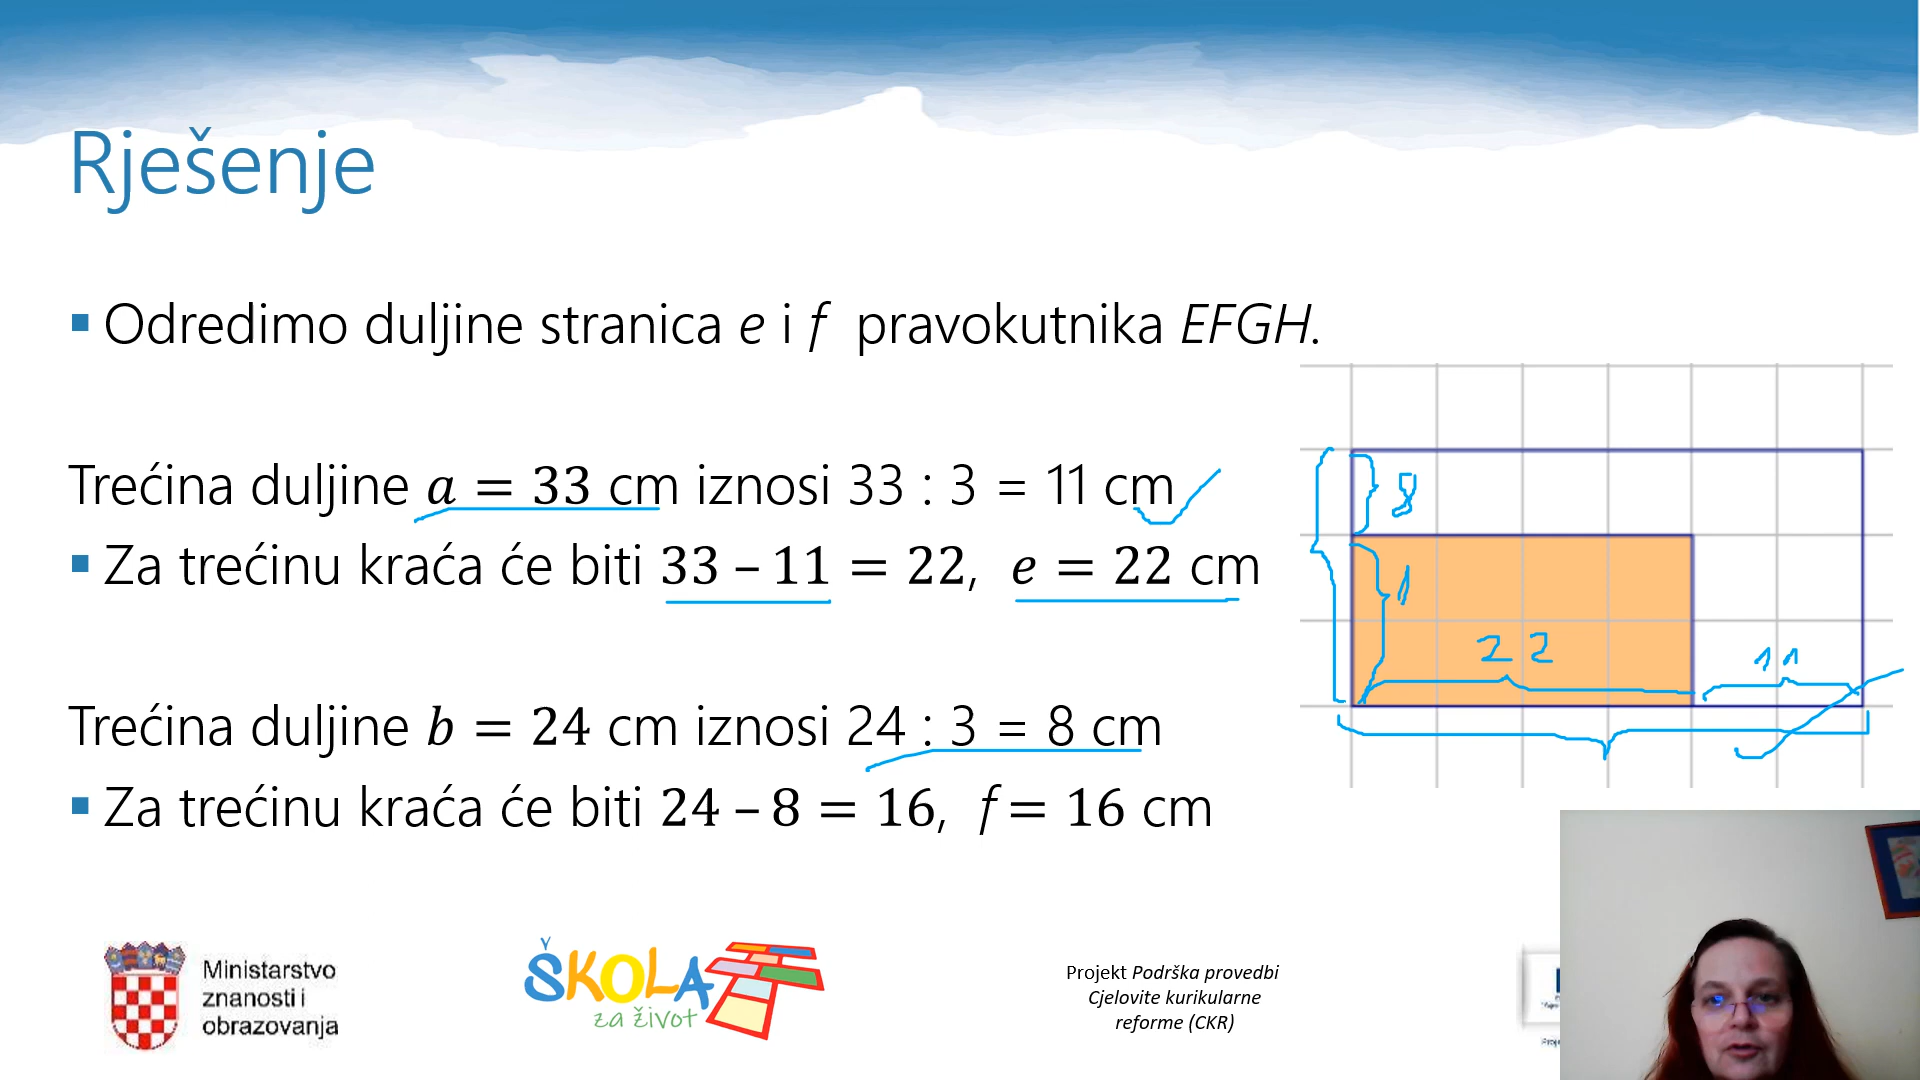 Rješenje
▪ Odredimo duljine stranica e i f pravokutnika EFGH.
Trećina duljine a = 33 cm iznosi 33 : 3 = 11 cm
▪ Za trećinu kraća će biti 33 – 11 = 22, e = 22 cm
Trećina duljine b = 24 cm iznosi 24 : 3 = 8 cm
▪ Za trećinu kraća će biti 24 – 8 = 16, f = 16 cm
8
1
22
11
Ministarstvo
znanosti i
obrazovanja
ŠKOLA
za život
Projekt Podrška provedbi
Cjelovite kurikularne
reforme (CKR)